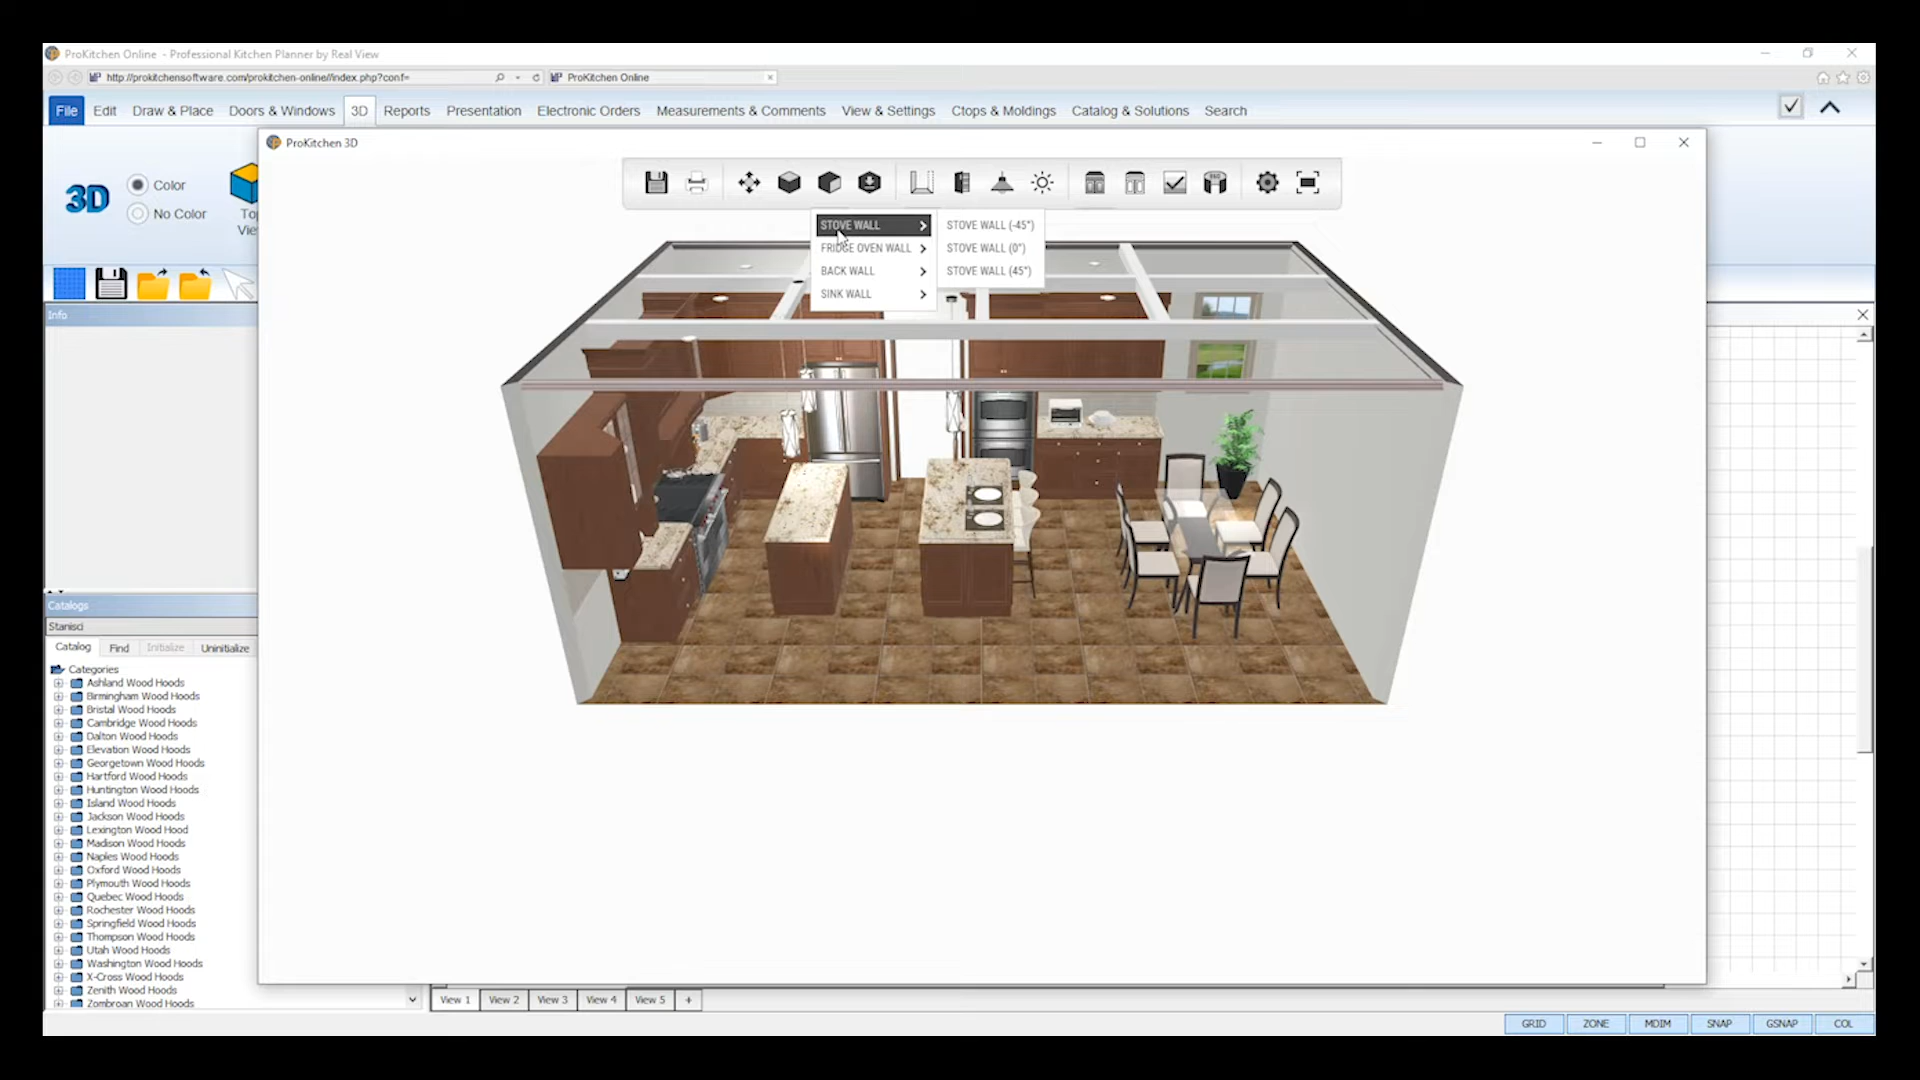 ProKitchen Online - Professional Kitchen Planner by Real View
http://prokitchensoftware.com/prokitchen-online//index.php?conf=
ProKitchen Online
File Edit Draw & Place Doors & Windows 3D Reports Presentation Electronic Orders Measurements & Comments View & Settings Ctops & Moldings Catalog & Solutions Search
ProKitchen 3D
3D
Color
No Color
Top
View
STOVE WALL
FRIDGE OVEN WALL
BACK WALL
SINK WALL
STOVE WALL (-45°)
STOVE WALL (0°)
STOVE WALL (45°)
Info
Catalogs
Stanisci
Catalog Find Initialize Uninitialize
Categories
Ashland Wood Hoods
Birmingham Wood Hoods
Bristal Wood Hoods
Cambridge Wood Hoods
Dalton Wood Hoods
Elevation Wood Hoods
Georgetown Wood Hoods
Hartford Wood Hoods
Huntington Wood Hoods
Island Wood Hoods
Jackson Wood Hoods
Lexington Wood Hood
Madison Wood Hoods
Naples Wood Hoods
Oxford Wood Hoods
Plymouth Wood Hoods
Quebec Wood Hoods
Rochester Wood Hoods
Springfield Wood Hoods
Thompson Wood Hoods
Utah Wood Hoods
Washington Wood Hoods
X-Cross Wood Hoods
Zenith Wood Hoods
Zombroan Wood Hoods
View 1 View 2 View 3 View 4 View 5 +
GRID ZONE MDIM SNAP GSNAP COL